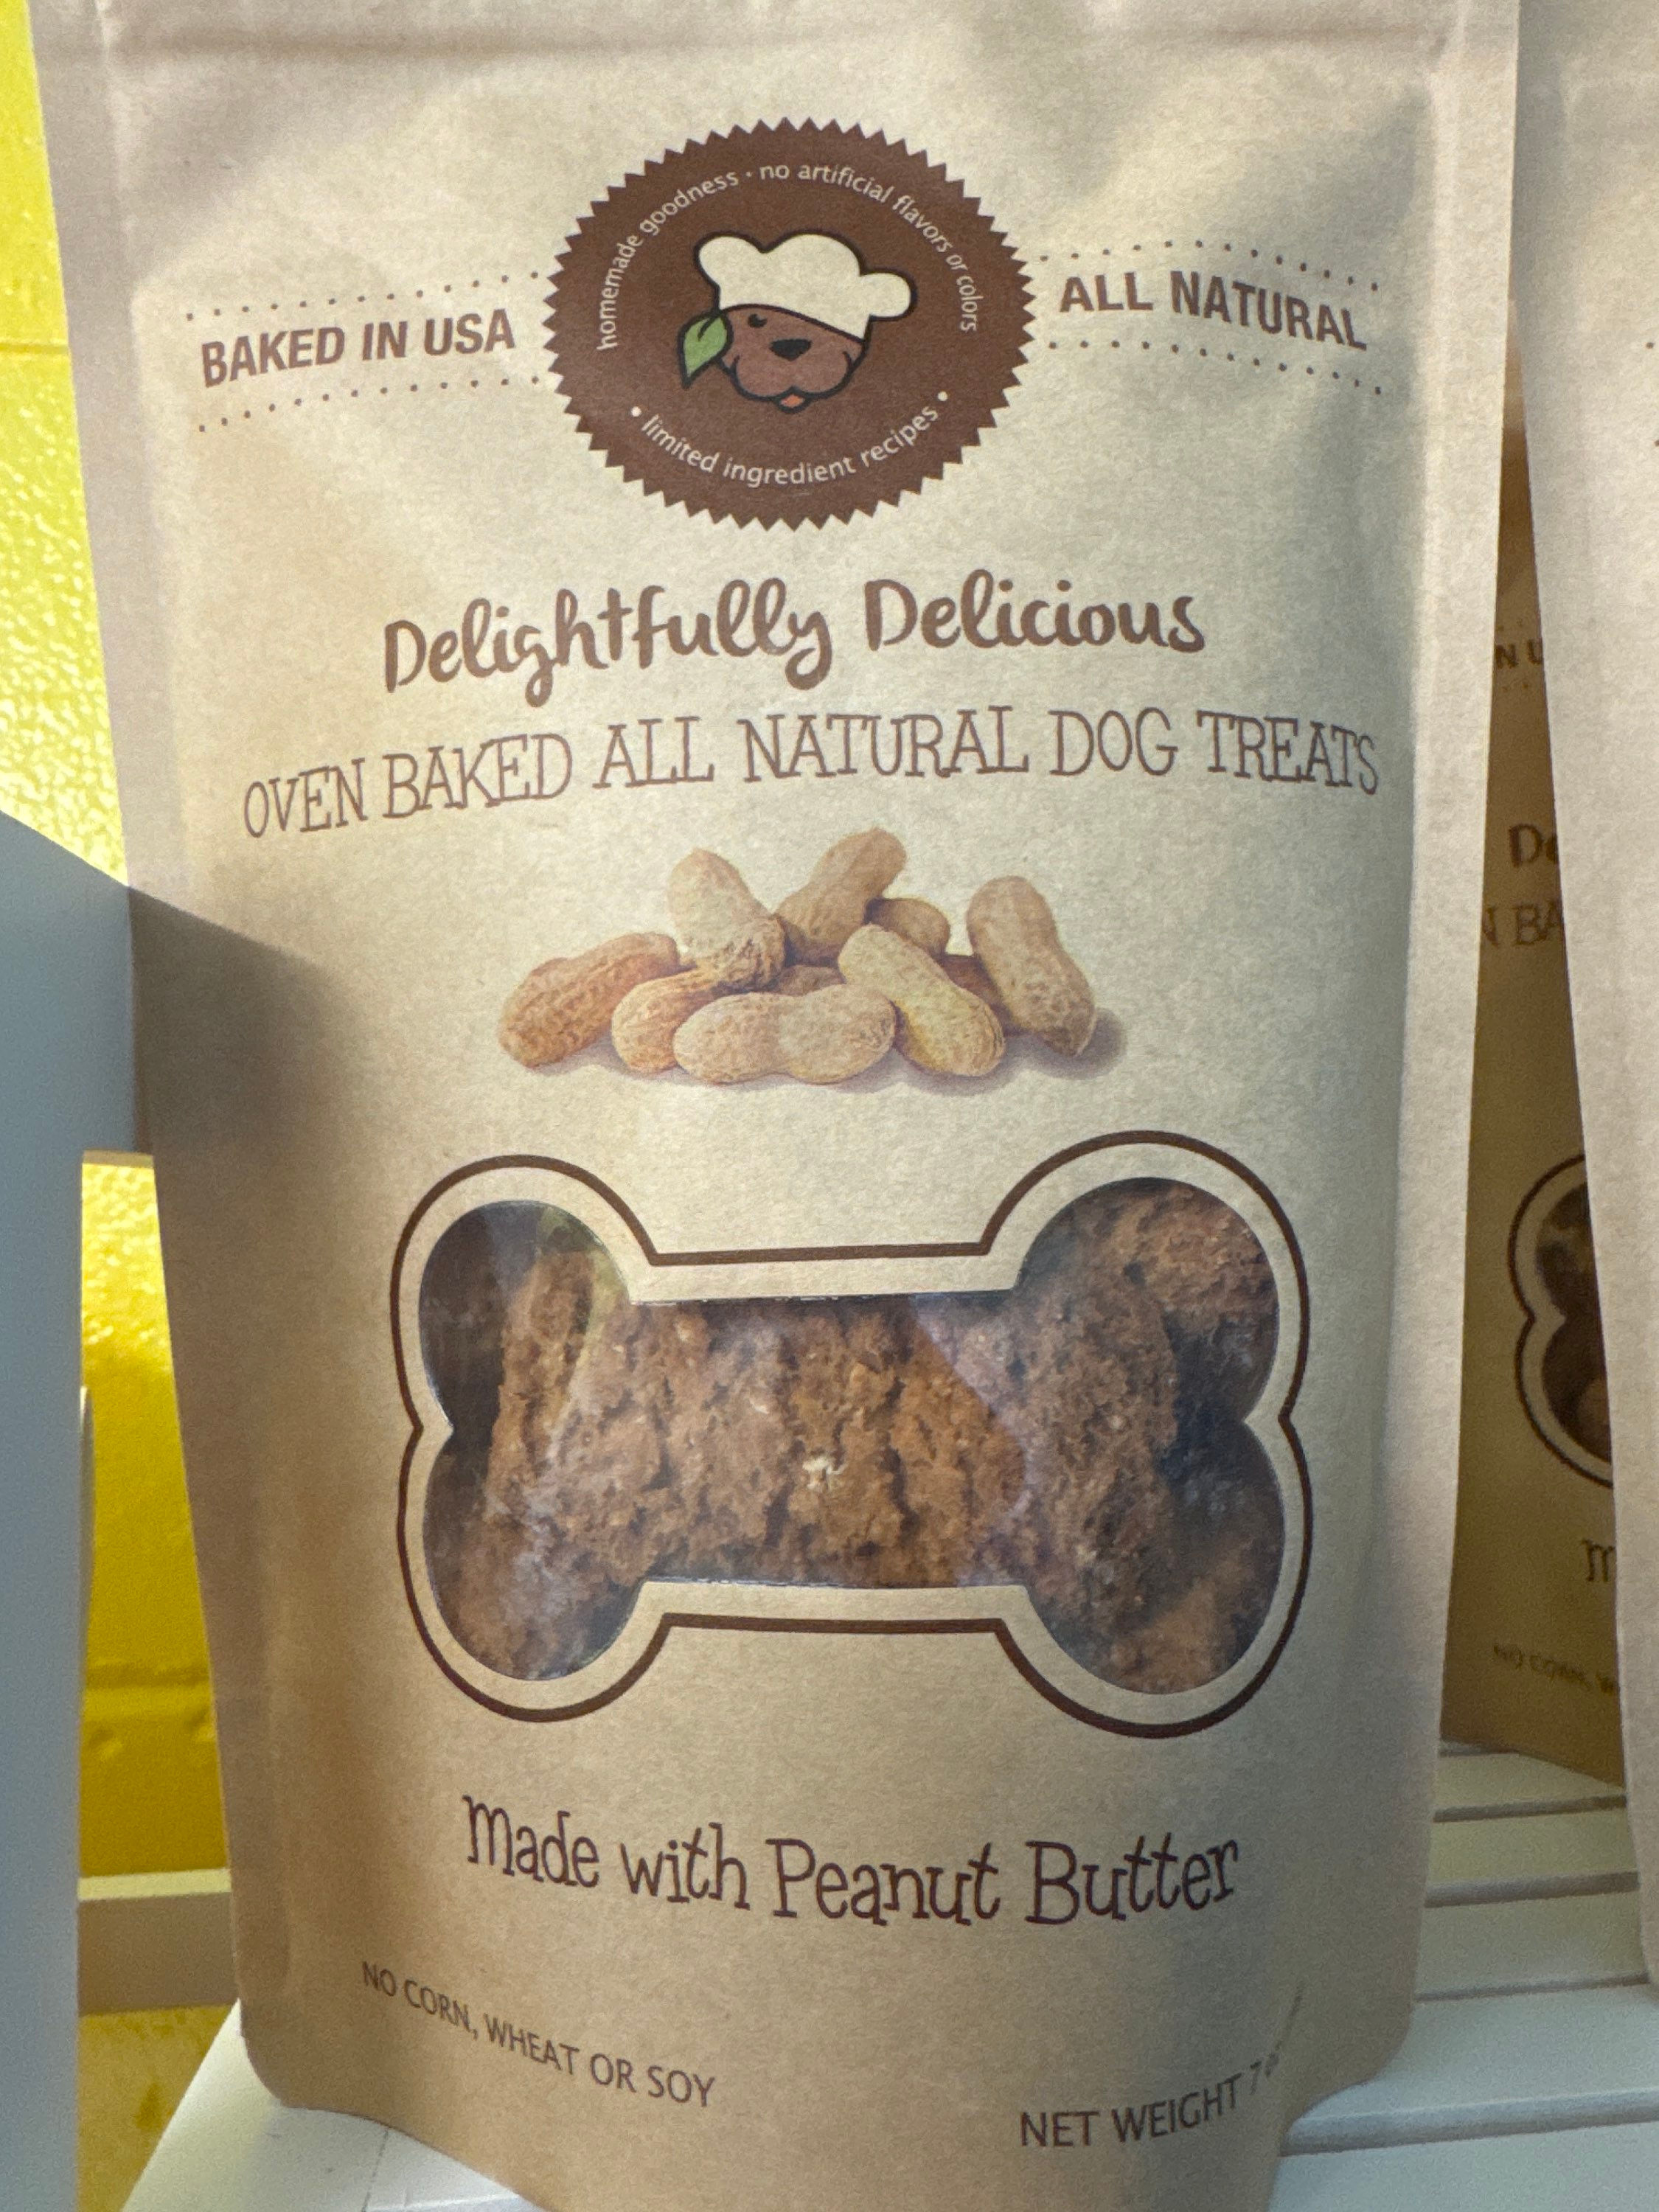 homemade goodness · no artificial flavors or colors
BAKED IN USA
ALL NATURAL
• limited ingredient recipes •
Delightfully Delicious
OVEN BAKED ALL NATURAL DOG TREATS
Made with Peanut Butter
NO CORN, WHEAT OR SOY
NET WEIGHT 7